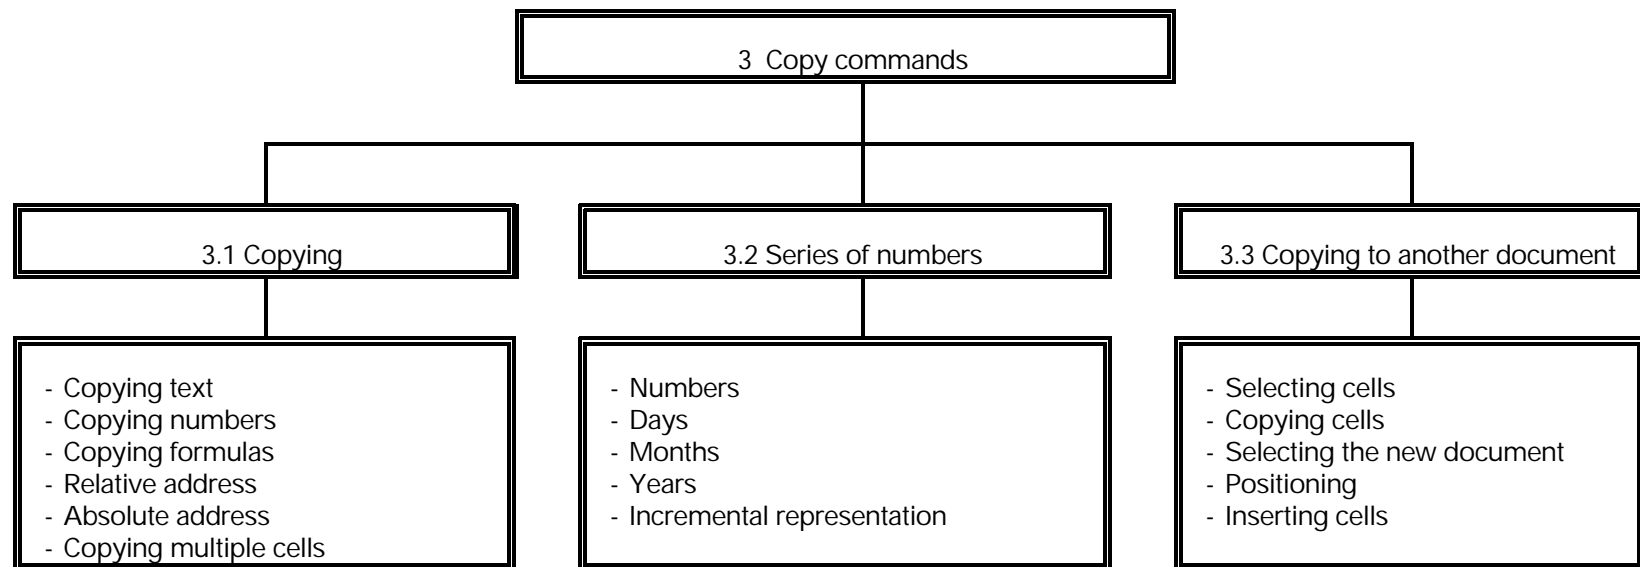 3 Copy commands
3.1 Copying
3.2 Series of numbers
3.3 Copying to another document
- Copying text
- Copying numbers
- Copying formulas
- Relative address
- Absolute address
- Copying multiple cells
- Numbers
- Days
- Months
- Years
- Incremental representation
- Selecting cells
- Copying cells
- Selecting the new document
- Positioning
- Inserting cells